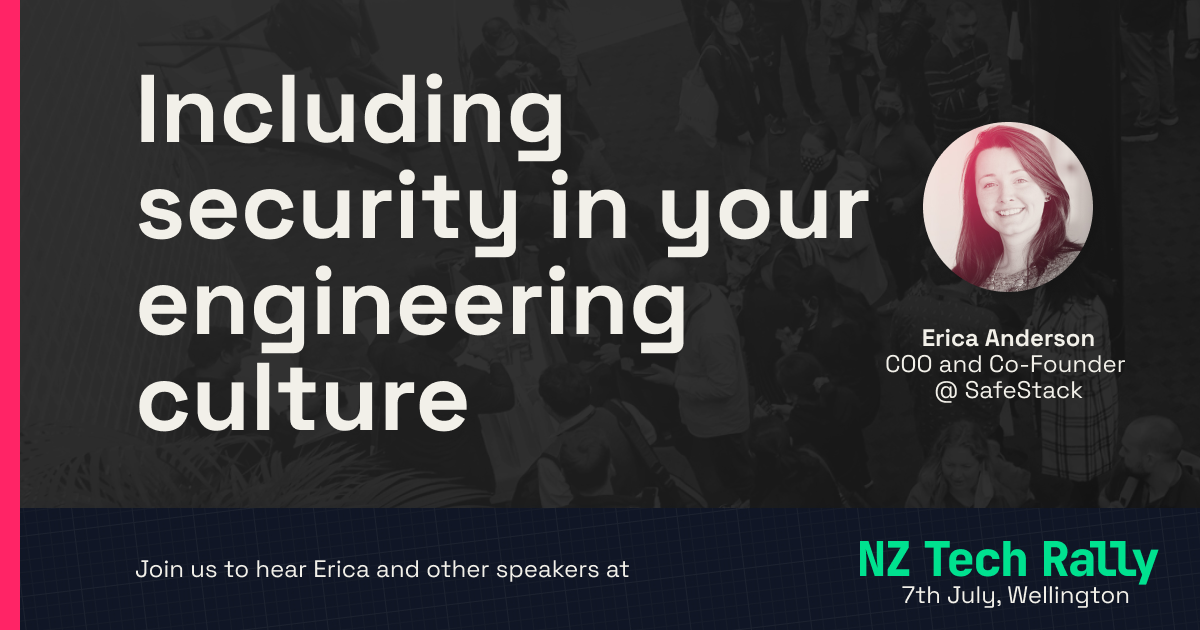 Including
security in your
engineering
culture
Erica Anderson
COO and Co-Founder
@ SafeStack
Join us to hear Erica and other speakers at
NZ Tech Rally
7th July, Wellington